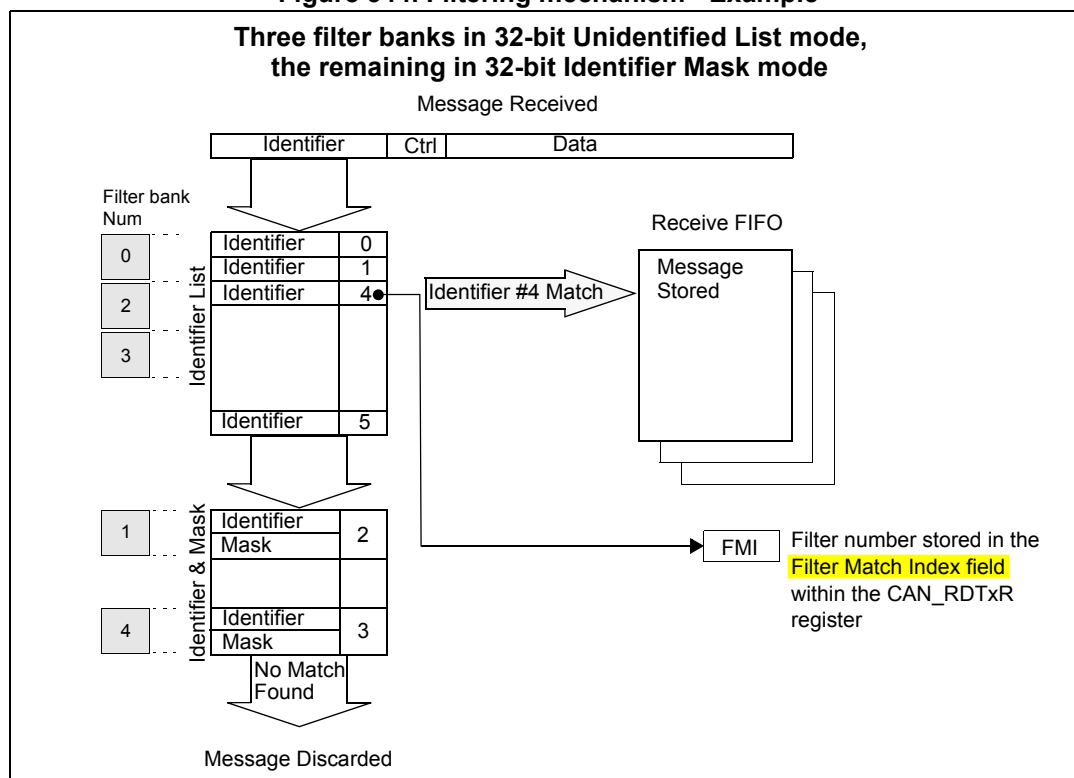 Three filter banks in 32-bit Unidentified List mode,
the remaining in 32-bit Identifier Mask mode
Message Received
Identifier Ctrl Data
Filter bank
Num
Receive FIFO
0
2
3
Identifier List
Identifier 0
Identifier 1
Identifier 4
Identifier 5
Identifier #4 Match
Message
Stored
1
4
Identifier & Mask
Identifier
Mask
2
Identifier
Mask
3
FMI
Filter number stored in the
Filter Match Index field
within the CAN_RDTxR
register
No Match
Found
Message Discarded